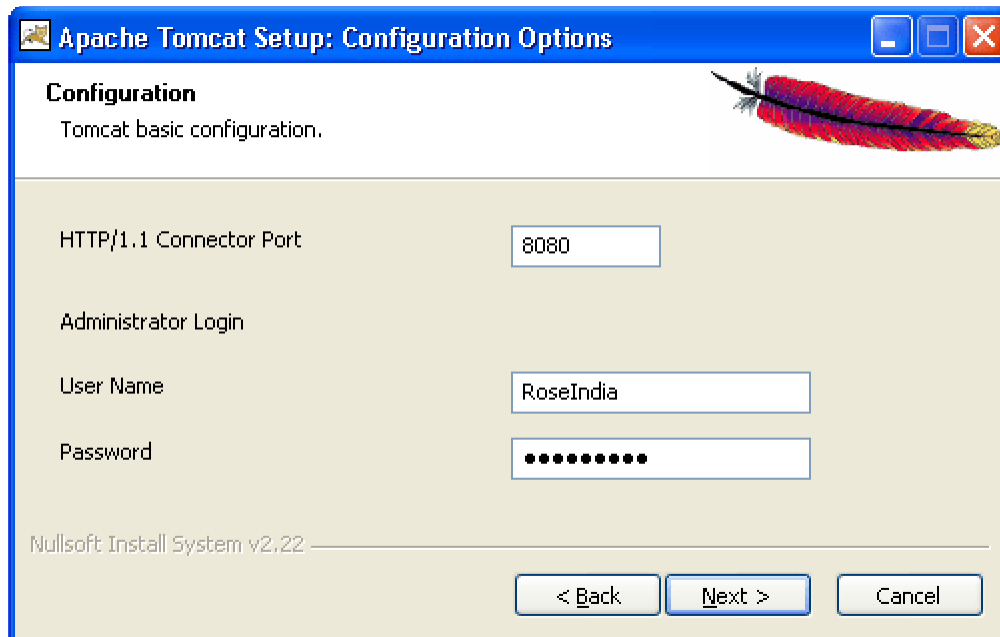 Apache Tomcat Setup: Configuration Options
Configuration
Tomcat basic configuration.
HTTP/1.1 Connector Port
8080
Administrator Login
User Name
RoseIndia
Password
●●●●●●●●●
Nullsoft Install System v2.22
< Back
Next >
Cancel